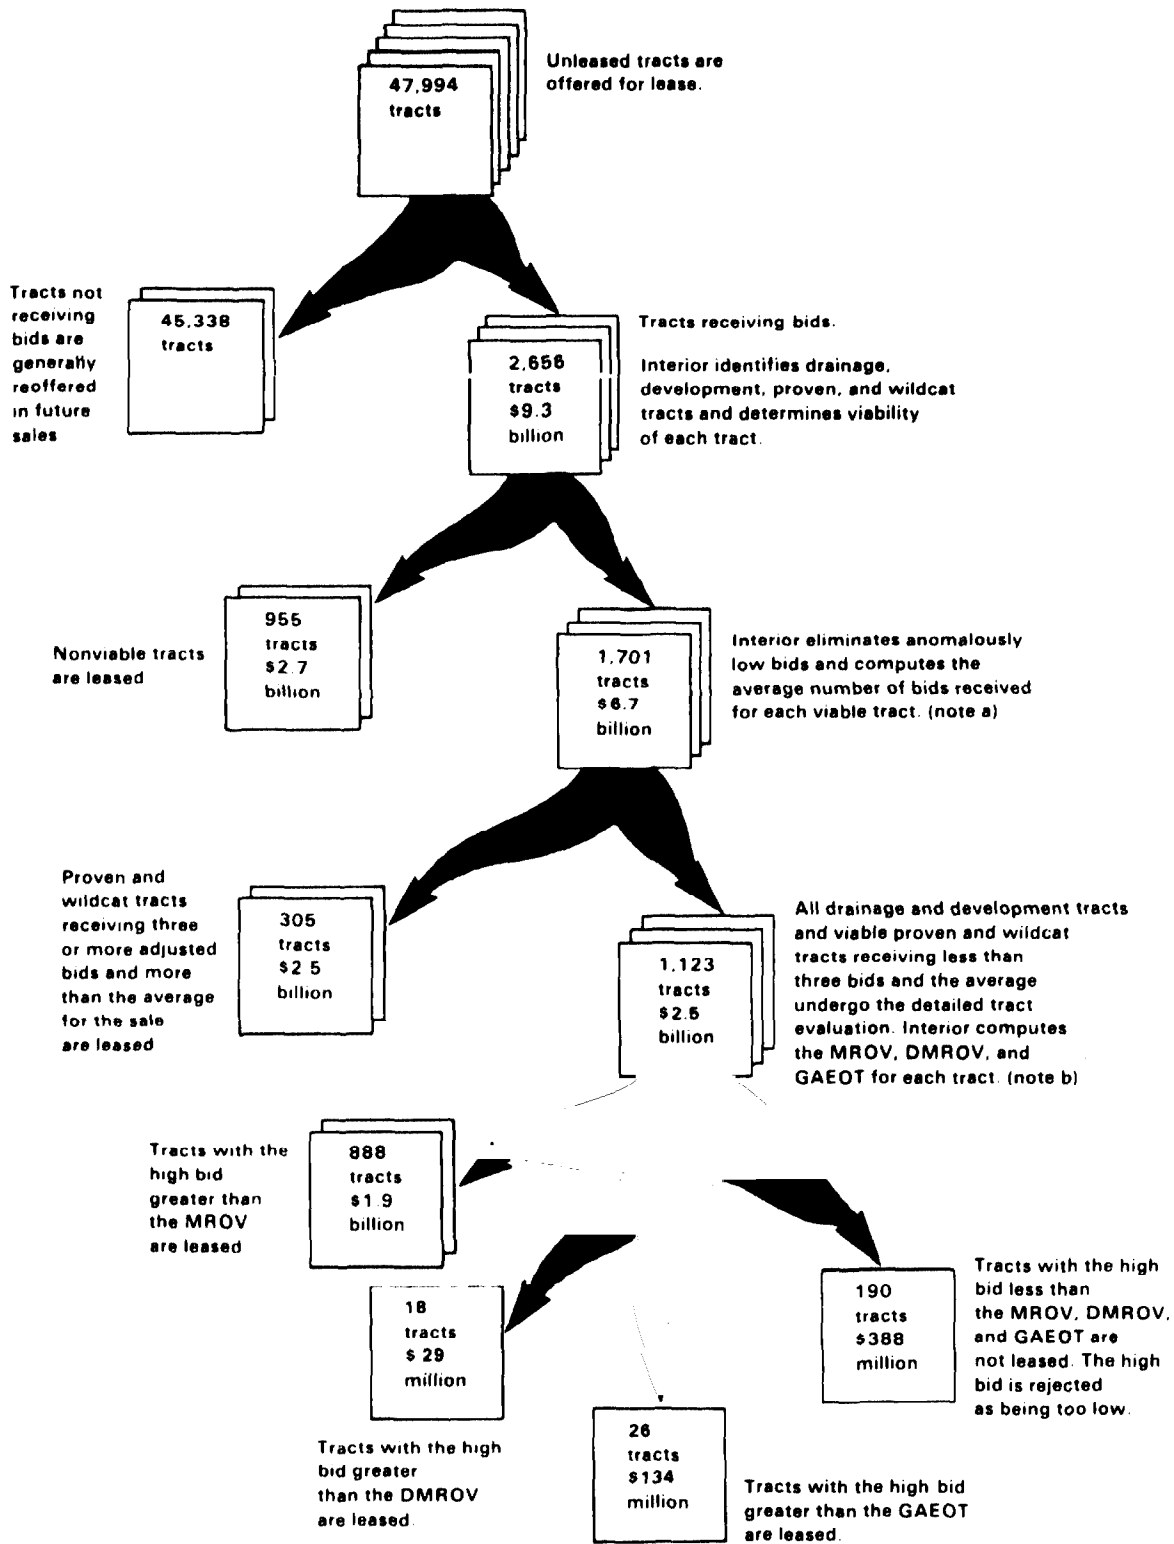 47,994
tracts
Unleased tracts are
offered for lease.
Tracts not
receiving
bids are
generally
reoffered
in future
sales
45,338
tracts
2,656
tracts
$9.3
billion
Tracts receiving bids.
Interior identifies drainage,
development, proven, and wildcat
tracts and determines viability
of each tract.
Nonviable tracts
are leased
955
tracts
$2.7
billion
1,701
tracts
$6.7
billion
Interior eliminates anomalously
low bids and computes the
average number of bids received
for each viable tract. (note a)
Proven and
wildcat tracts
receiving three
or more adjusted
bids and more
than the average
for the sale
are leased
305
tracts
$2 5
billion
1,123
tracts
$2.5
billion
All drainage and development tracts
and viable proven and wildcat
tracts receiving less than
three bids and the average
undergo the detailed tract
evaluation. Interior computes
the MROV, DMROV, and
GAEOT for each tract. (note b)
Tracts with the
high bid
greater than
the MROV
are leased
888
tracts
$1.9
billion
18
tracts
$ 29
million
Tracts with the high
bid greater
than the DMROV
are leased.
26
tracts
$134
million
Tracts with the high bid
greater than the GAEOT
are leased.
190
tracts
$388
million
Tracts with the high
bid less than
the MROV, DMROV,
and GAEOT are
not leased. The high
bid is rejected
as being too low.